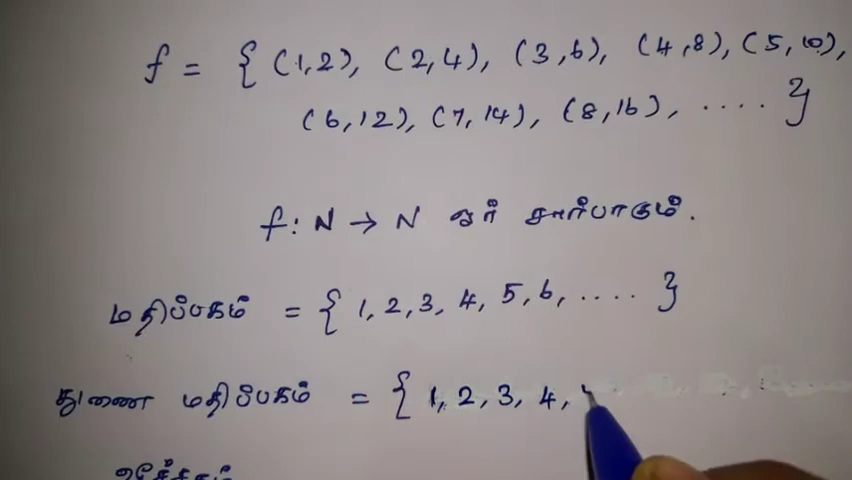 f = { (1,2), (2,4), (3,6), (4,8), (5,10),
(6,12), (7,14), (8,16), .... }
f: N → N ஓர் சார்பாகும்.
மதிப்பகம் = { 1, 2, 3, 4, 5, 6, .... }
துணை மதிப்பகம் = { 1, 2, 3, 4,